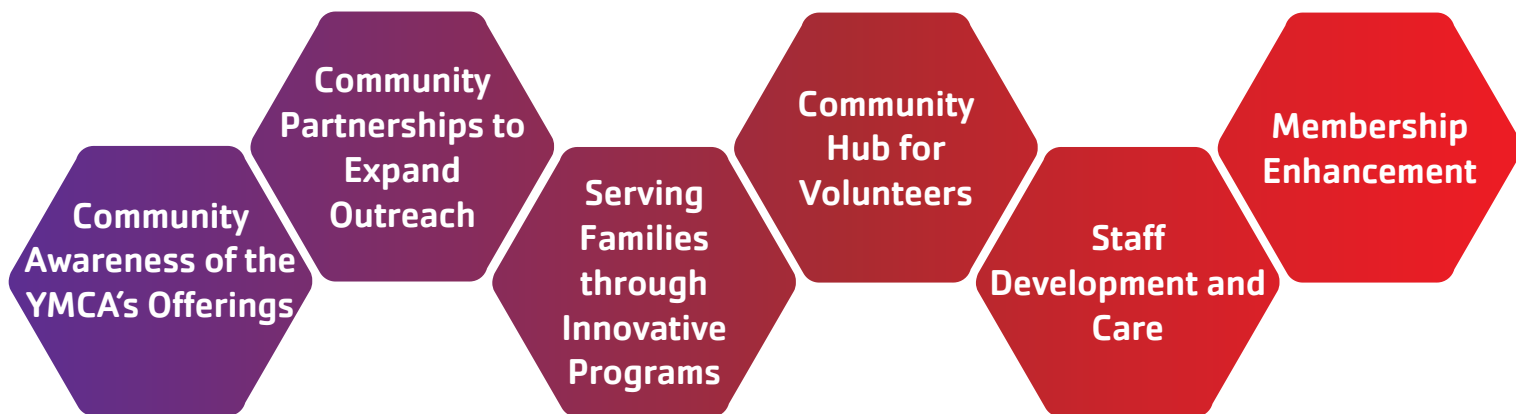 Community
Awareness of the
YMCA’s Offerings
Community
Partnerships to
Expand
Outreach
Serving
Families
through
Innovative
Programs
Community
Hub for
Volunteers
Staff
Development and
Care
Membership
Enhancement